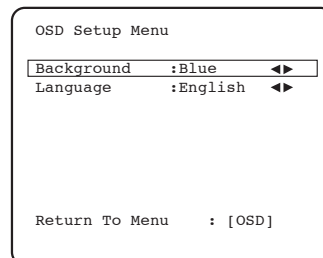 OSD Setup Menu
Background :Blue ◀▶
Language :English ◀▶
Return To Menu : [OSD]